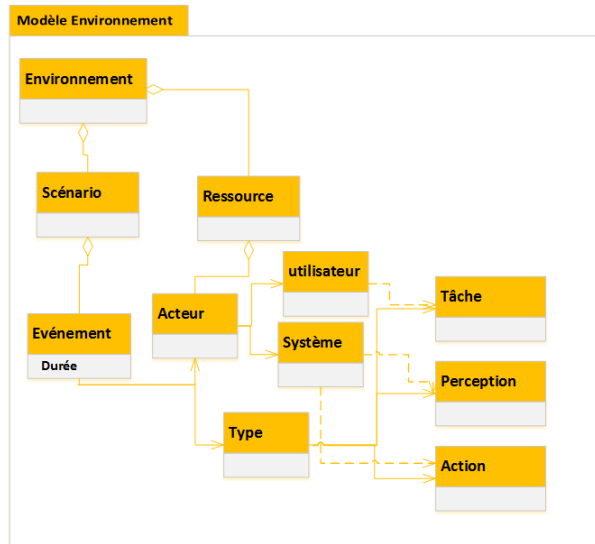 Modèle Environnement
Environnement
Scénario
Ressource
utilisateur
Evénement
Durée
Acteur
Système
Tâche
Perception
Type
Action